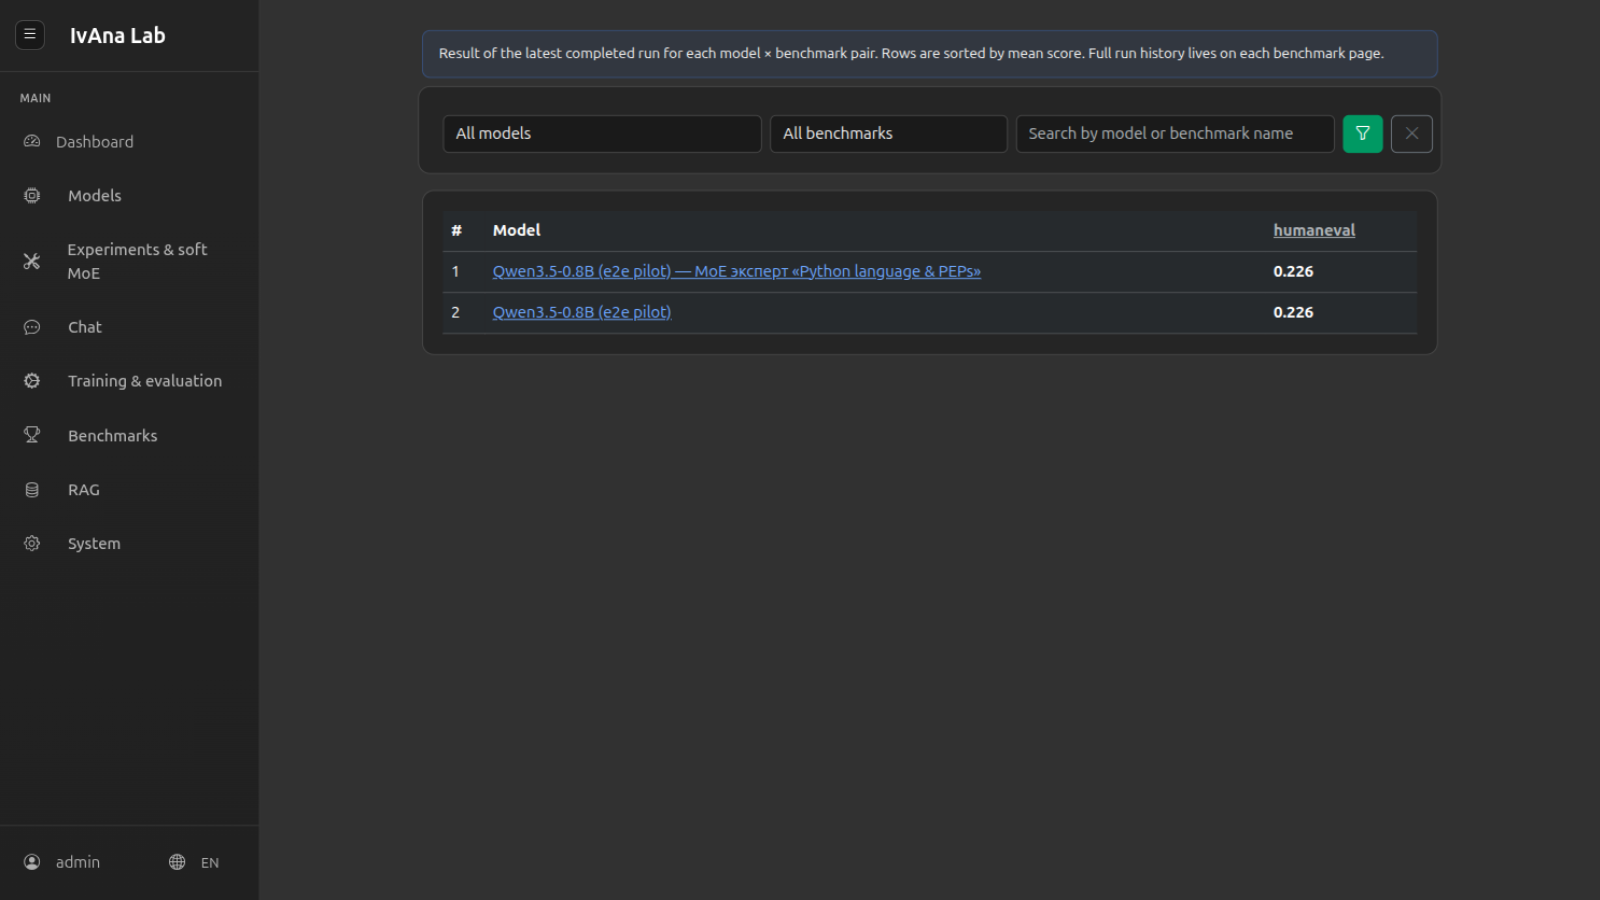 IvAna Lab
MAIN
Dashboard
Models
Experiments & soft
MoE
Chat
Training & evaluation
Benchmarks
RAG
System
admin
EN
Result of the latest completed run for each model × benchmark pair. Rows are sorted by mean score. Full run history lives on each benchmark page.
All models
All benchmarks
Search by model or benchmark name
# Model humaneval
1 Qwen3.5-0.8B (e2e pilot) — MoE эксперт «Python language & PEPs» 0.226
2 Qwen3.5-0.8B (e2e pilot) 0.226